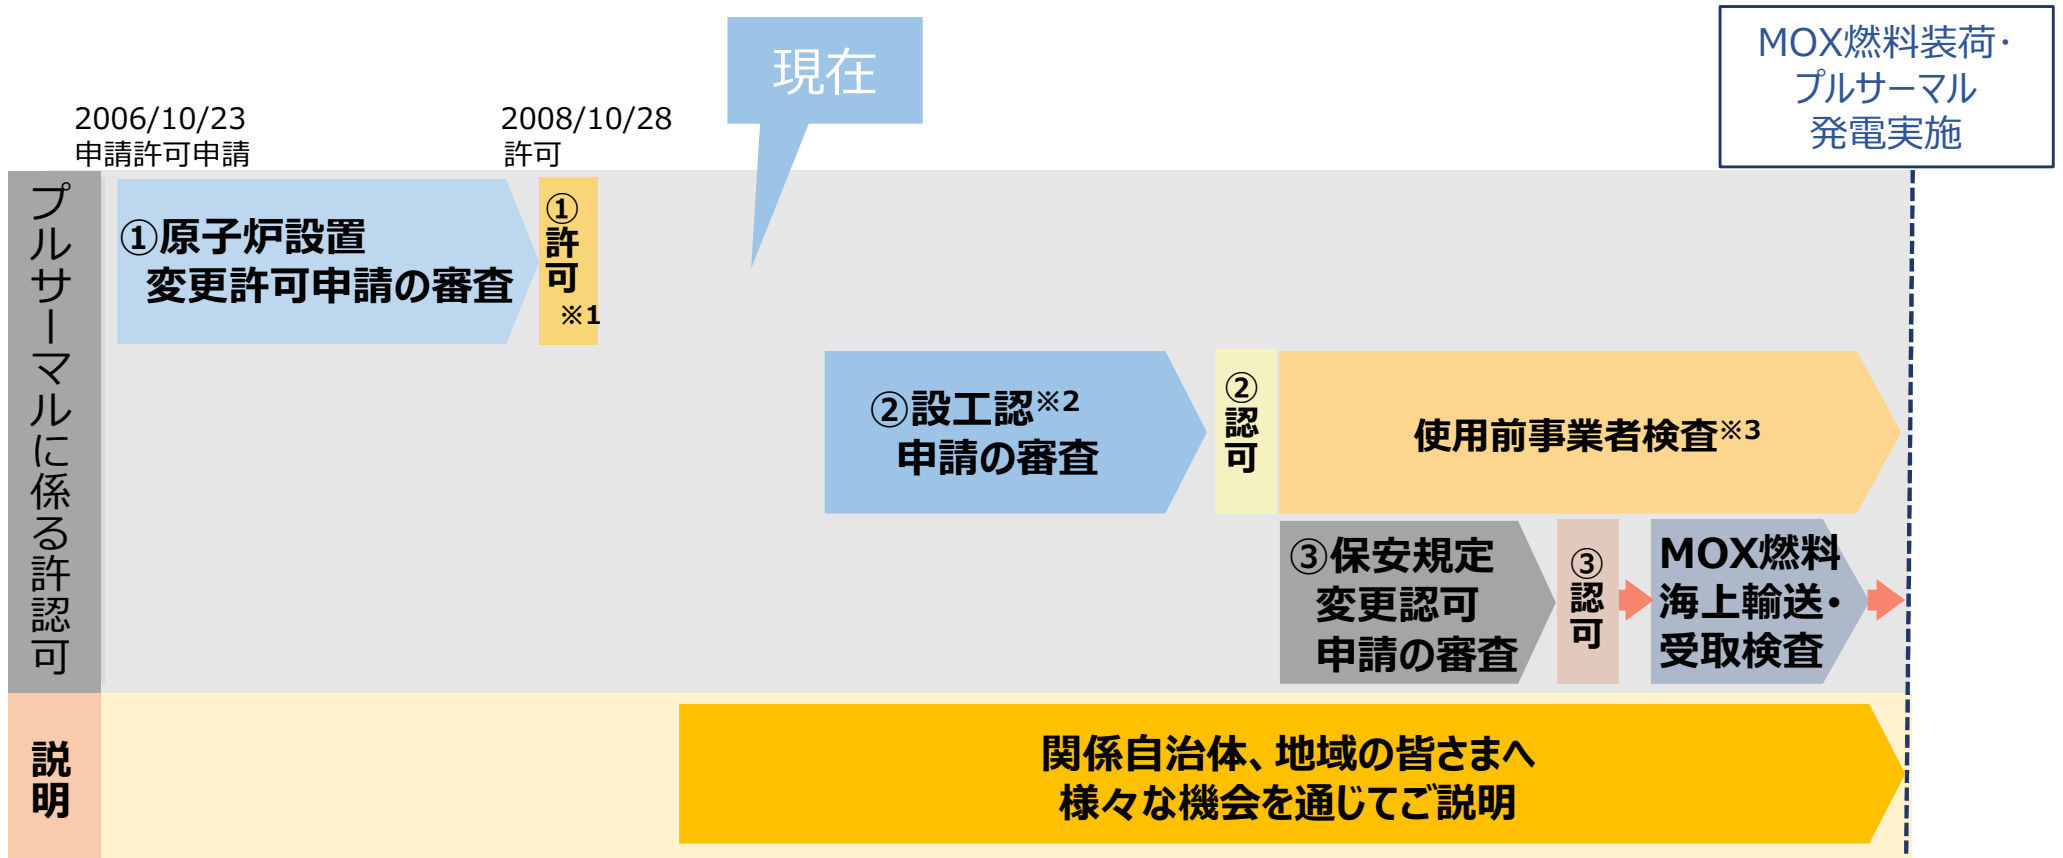 現在
MOX燃料装荷・
プルサーマル
発電実施
2006/10/23
申請許可申請
2008/10/28
許可
プルサーマルに係る許認可
①原子炉設置
変更許可申請の審査
①許可
※1
②設工認※2
申請の審査
②認可
使用前事業者検査※3
③保安規定
変更認可
申請の審査
③認可
MOX燃料
海上輸送・
受取検査
説明
関係自治体、地域の皆さまへ
様々な機会を通じてご説明